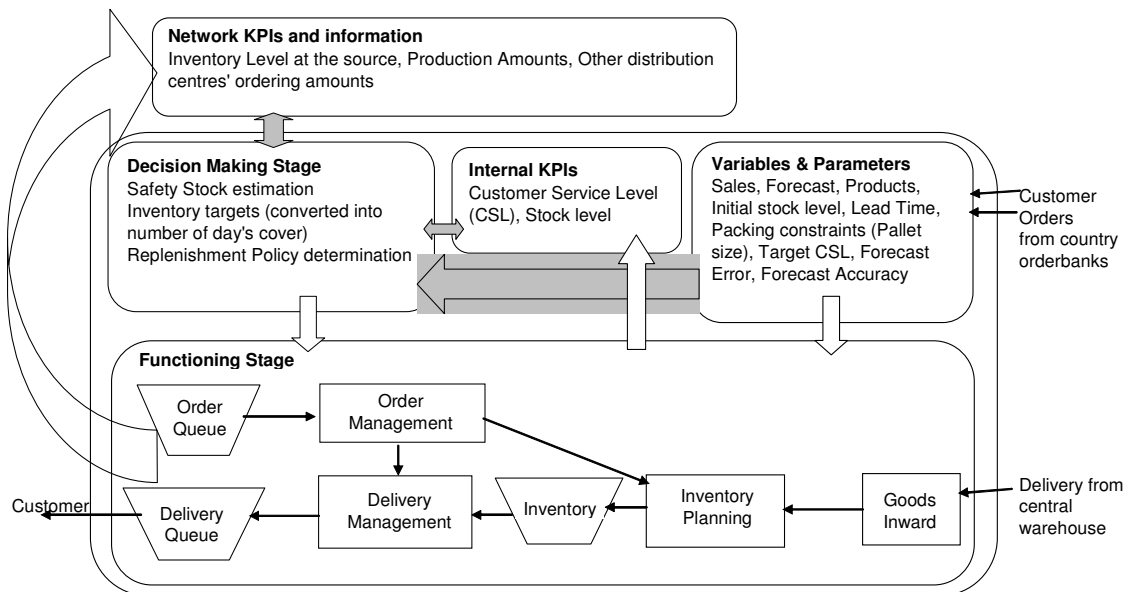 Network KPIs and information
Inventory Level at the source, Production Amounts, Other distribution
centres' ordering amounts
Decision Making Stage
Safety Stock estimation
Inventory targets (converted into
number of day's cover)
Replenishment Policy determination
Internal KPIs
Customer Service Level
(CSL), Stock level
Variables & Parameters
Sales, Forecast, Products,
Initial stock level, Lead Time,
Packing constraints (Pallet
size), Target CSL, Forecast
Error, Forecast Accuracy
Customer
Orders
from country
orderbanks
Functioning Stage
Order
Queue
Order
Management
Customer
Delivery
Queue
Delivery
Management
Inventory
Inventory
Planning
Goods
Inward
Delivery from
central
warehouse